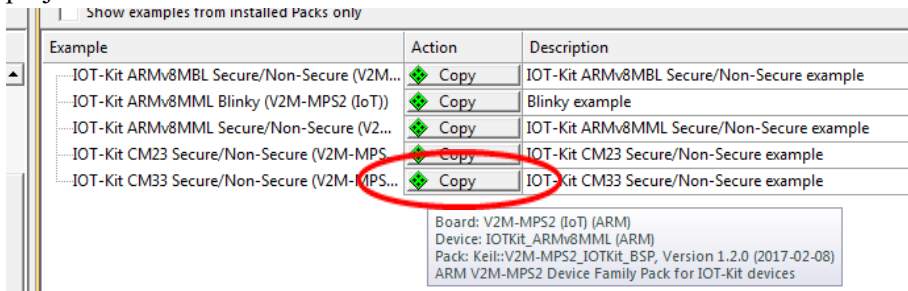 Show examples from installed Packs only
Example Action Description
IOT-Kit ARMv8MBL Secure/Non-Secure (V2M... Copy IOT-Kit ARMv8MBL Secure/Non-Secure example
IOT-Kit ARMv8MML Blinky (V2M-MPS2 (IoT)) Copy Blinky example
IOT-Kit ARMv8MML Secure/Non-Secure (V2... Copy IOT-Kit ARMv8MML Secure/Non-Secure example
IOT-Kit CM23 Secure/Non-Secure (V2M-MPS... Copy IOT-Kit CM23 Secure/Non-Secure example
IOT-Kit CM33 Secure/Non-Secure (V2M-MPS... Copy IOT-Kit CM33 Secure/Non-Secure example
Board: V2M-MPS2 (IoT) (ARM)
Device: IOTKit_ARMv8MML (ARM)
Pack: Keil::V2M-MPS2_IOTKit_BSP, Version 1.2.0 (2017-02-08)
ARM V2M-MPS2 Device Family Pack for IOT-Kit devices